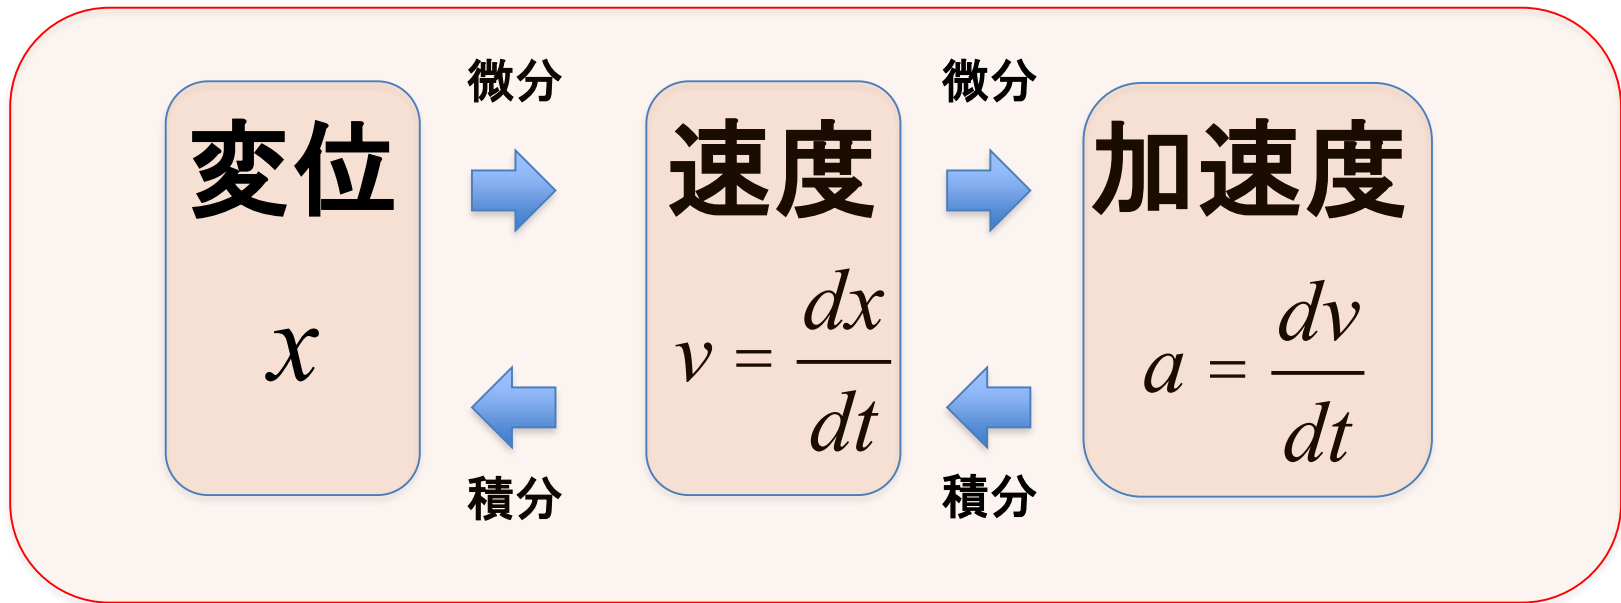 微分 微分
変位 速度 加速度
x
v = dx/dt
a = dv/dt
積分 積分